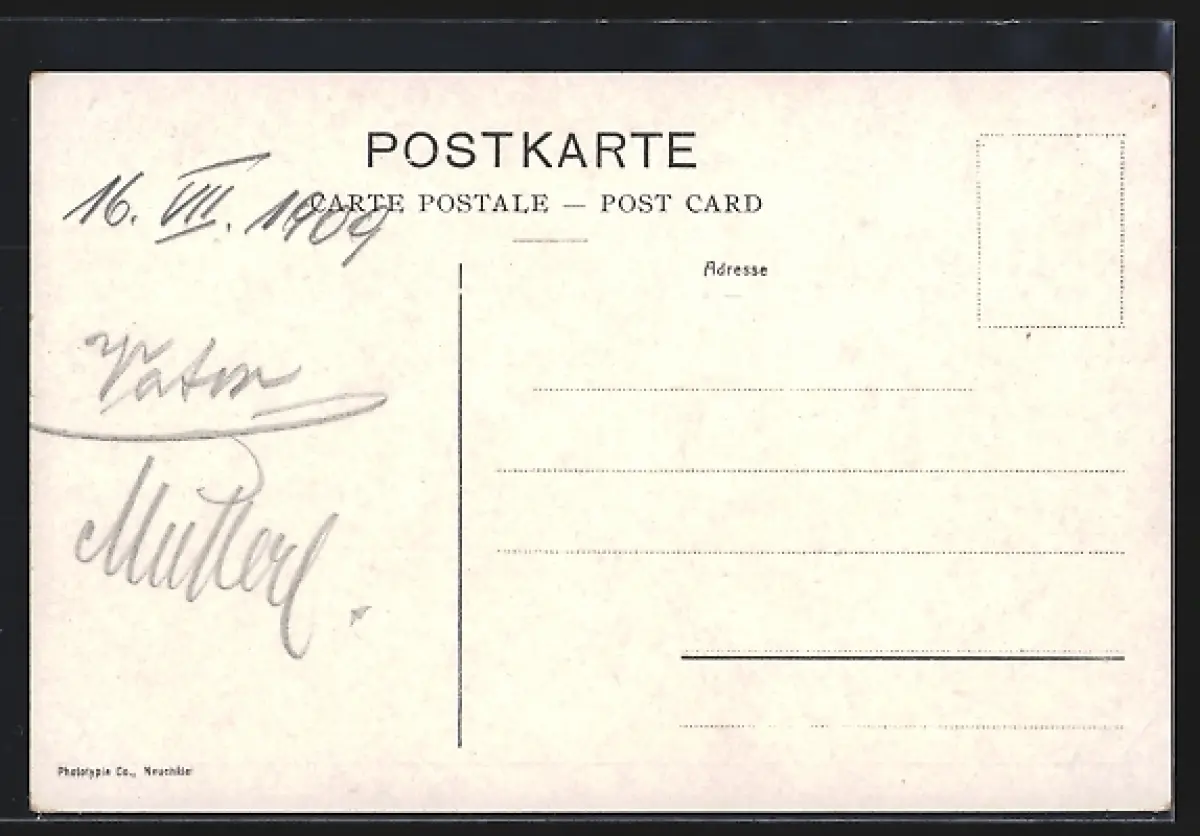 POSTKARTE
CARTE POSTALE — POST CARD
16. VII. 1909
Adresse
Vater
Mutterl.
Phototypie Co., Neuchâtel